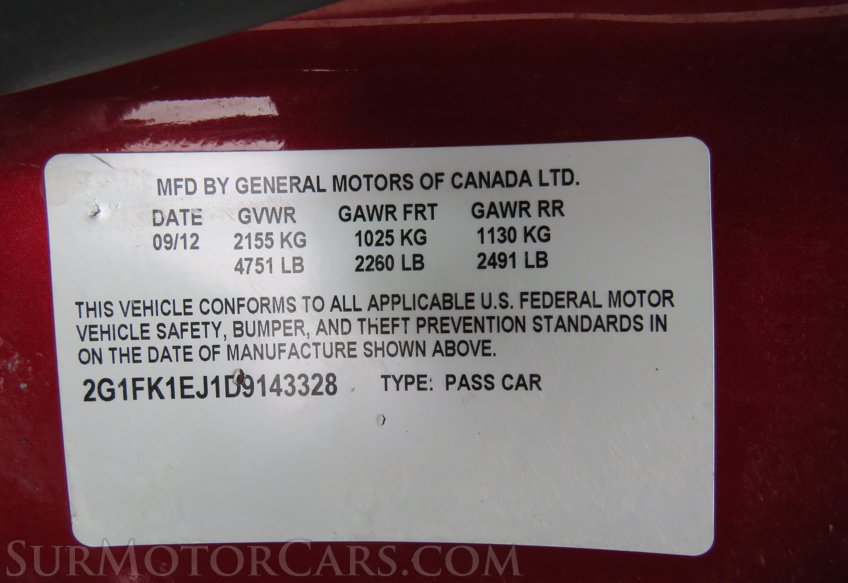 MFD BY GENERAL MOTORS OF CANADA LTD.
DATE GVWR GAWR FRT GAWR RR
09/12 2155 KG 1025 KG 1130 KG
4751 LB 2260 LB 2491 LB
THIS VEHICLE CONFORMS TO ALL APPLICABLE U.S. FEDERAL MOTOR
VEHICLE SAFETY, BUMPER, AND THEFT PREVENTION STANDARDS IN
ON THE DATE OF MANUFACTURE SHOWN ABOVE.
2G1FK1EJ1D9143328 TYPE: PASS CAR
SurMotorCars.com